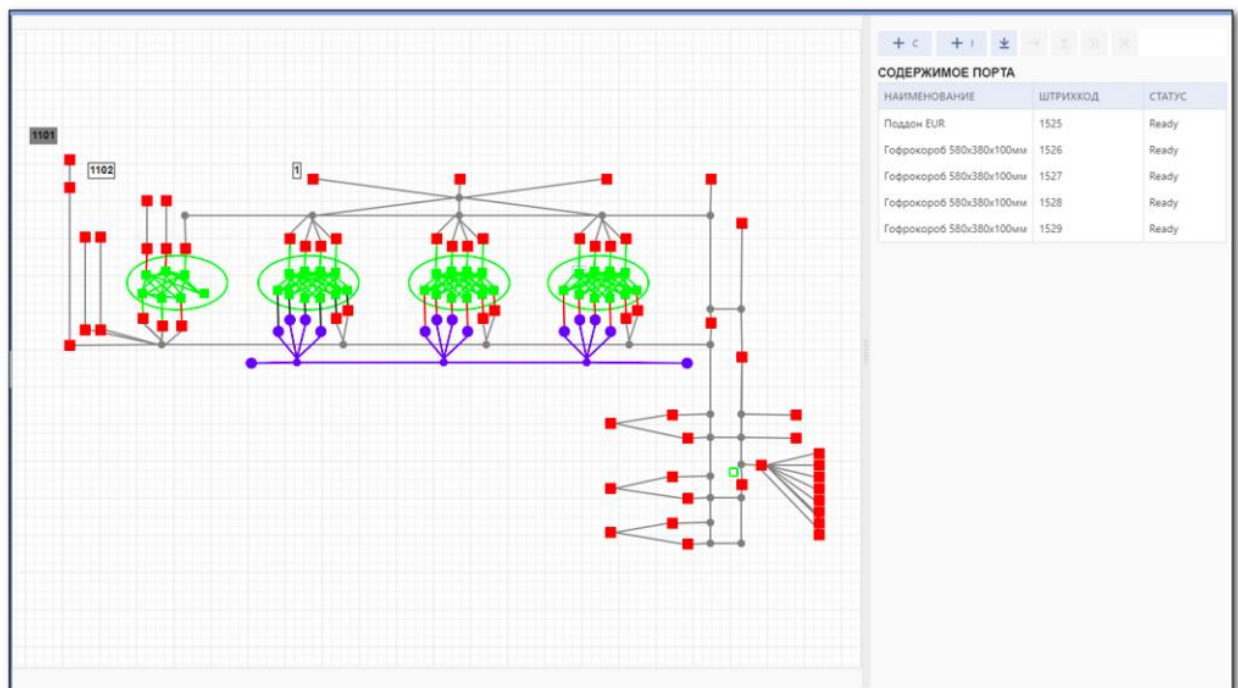 + C + I
СОДЕРЖИМОЕ ПОРТА
НАИМЕНОВАНИЕ ШТРИХКОД СТАТУС
Поддон EUR 1525 Ready
Гофрокороб 580x380x100мм 1526 Ready
Гофрокороб 580x380x100мм 1527 Ready
Гофрокороб 580x380x100мм 1528 Ready
Гофрокороб 580x380x100мм 1529 Ready
1101
1102
1